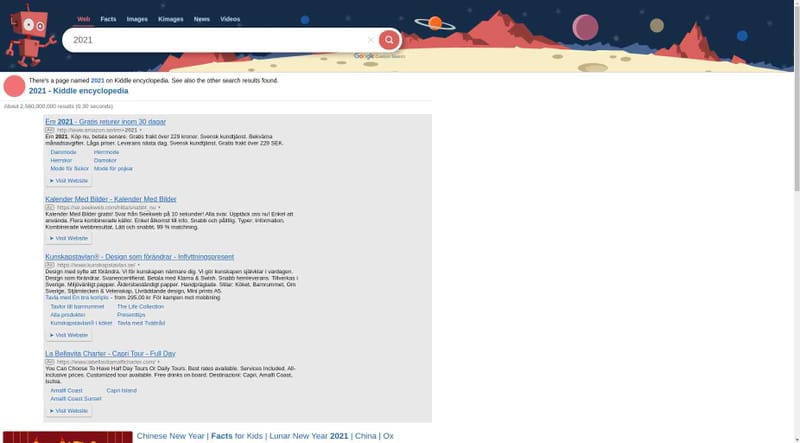 Web Facts Images Kimages News Videos
2021
Google Custom Search
There's a page named 2021 on Kiddle encyclopedia. See also the other search results found.
2021 - Kiddle encyclopedia
About 2,560,000,000 results (0.30 seconds)
Em 2021 - Gratis returer inom 30 dagar
Ad http://www.amazon.se/em+2021
Em 2021. Köp nu, betala senare. Gratis frakt över 229 kroner. Svensk kundtjänst. Bekväma
månadsavgifter. Låga priser. Leverans nästa dag. Svensk kundtjänst. Gratis frakt över 229 SEK.
Dammode Herrmode
Herrskor Damskor
Mode för flickor Mode för pojkar
➤ Visit Website
Kalender Med Bilder - Kalender Med Bilder
Ad https://se.seekweb.com/hitta/snabbt_nu
Kalender Med Bilder gratis! Svar från Seekweb på 10 sekunder! Alla svar. Upptäck oss nu! Enkel att
använda. Flera kombinerade källor. Enkel åtkomst till info. Snabb och pålitlig. Typer: Information,
Kombinerade webbresultat, Lätt och snabbt, 99 % matchning.
➤ Visit Website
Kunskapstavlan® - Design som förändrar - Inflyttningspresent
Ad https://www.kunskapstavlan.se/
Design med syfte att förändra. Vi för kunskapen närmare dig. Vi gör kunskapen självklar i vardagen.
Design som förändrar. Svanencertifierat. Betala med Klarna & Swish. Snabb hemleverans. Tillverkas i
Sverige. Miljövänligt papper. Åldersbeständigt papper. Handpräglade. Stilar: Köket, Barnrummet, Om
Sverige, Stjärntecken & Vetenskap, Livräddande design, Mini prints A5.
Tavla med En bra kompis - from 295.00 kr För kampen mot mobbning
Tavlor till barnrummet The Life Collection
Alla produkter Presenttips
Kunskapstavlan® i köket Tavla med Tvättråd
➤ Visit Website
La Bellavita Charter - Capri Tour - Full Day
Ad https://www.labellavitamalficharter.com/
You Can Choose To Have Half Day Tours Or Daily Tours. Best rates available. Services Included. All-
inclusive prices. Customized tour available. Free drinks on board. Destinazioni: Capri, Amalfi Coast,
Ischia.
Amalfi Coast Capri Island
Amalfi Coast Sunset
➤ Visit Website
Chinese New Year | Facts for Kids | Lunar New Year 2021 | China | Ox